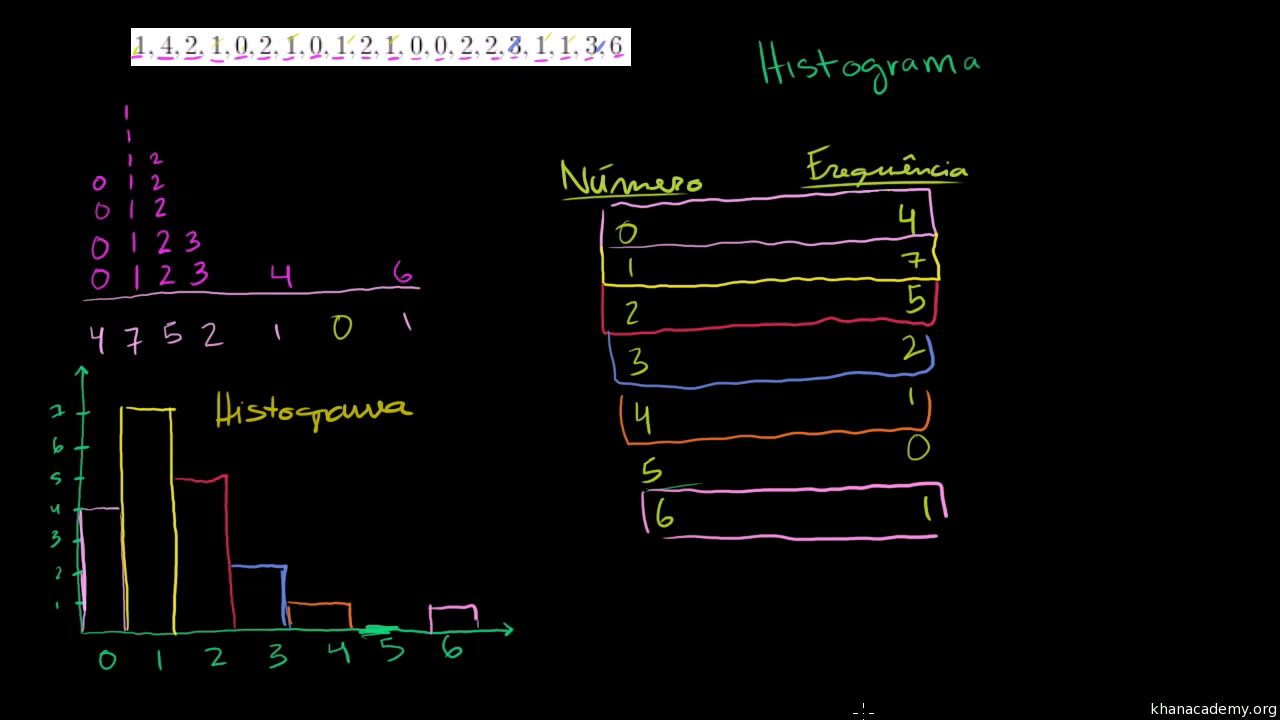 1, 4, 2, 1, 0, 2, 1, 0, 1, 2, 1, 0, 0, 2, 2, 3, 1, 1, 3, 6
Histograma
1
1
1 2
0 1 2
0 1 2
0 1 2 3
0 1 2 3 4 6
4 7 5 2 1 0 1
Número Frequência
0 4
1 7
2 5
3 2
4 1
5 0
6 1
Histograma
7
6
5
4
3
2
1
0 1 2 3 4 5 6
khanacademy.org